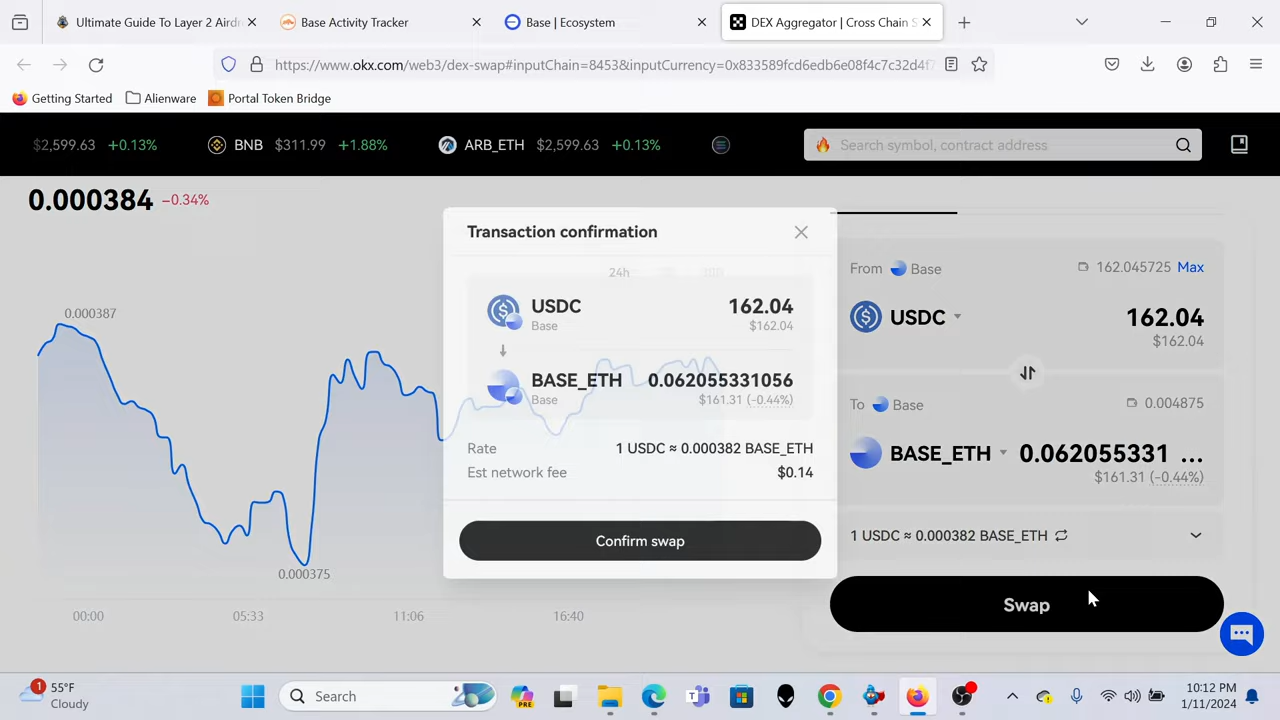 Ultimate Guide To Layer 2 Airdr
Base Activity Tracker
Base | Ecosystem
DEX Aggregator | Cross Chain S
https://www.okx.com/web3/dex-swap#inputChain=8453&inputCurrency=0x833589fcd6edb6e08f4c7c32d4f7
Getting Started
Alienware
Portal Token Bridge
$2,599.63 +0.13%
BNB $311.99 +1.88%
ARB_ETH $2,599.63 +0.13%
Search symbol, contract address
0.000384 −0.34%
0.000387
0.000375
00:00
05:33
11:06
16:40
Transaction confirmation
24h
USDC 162.04
Base $162.04
BASE_ETH 0.062055331056
Base $161.31 (−0.44%)
Rate 1 USDC ≈ 0.000382 BASE_ETH
Est network fee $0.14
Confirm swap
From Base 162.045725 Max
USDC 162.04
$162.04
To Base 0.004875
BASE_ETH 0.062055331 ...
$161.31 (−0.44%)
1 USDC ≈ 0.000382 BASE_ETH
Swap
1
55°F
Cloudy
Search
PRE
10:12 PM
1/11/2024